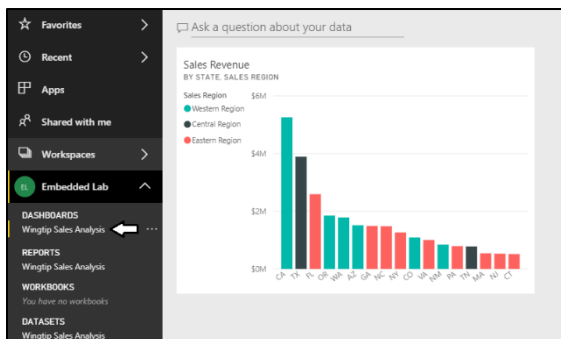 Favorites
Recent
Apps
Shared with me
Workspaces
EL Embedded Lab
DASHBOARDS
Wingtip Sales Analysis
REPORTS
Wingtip Sales Analysis
WORKBOOKS
You have no workbooks
DATASETS
Wingtip Sales Analysis
Ask a question about your data
Sales Revenue
BY STATE, SALES REGION
Sales Region
Western Region
Central Region
Eastern Region
$6M
$4M
$2M
$0M
CA TX FL OR WA AZ GA NC NY CO VA NM PA TN MA NJ CT